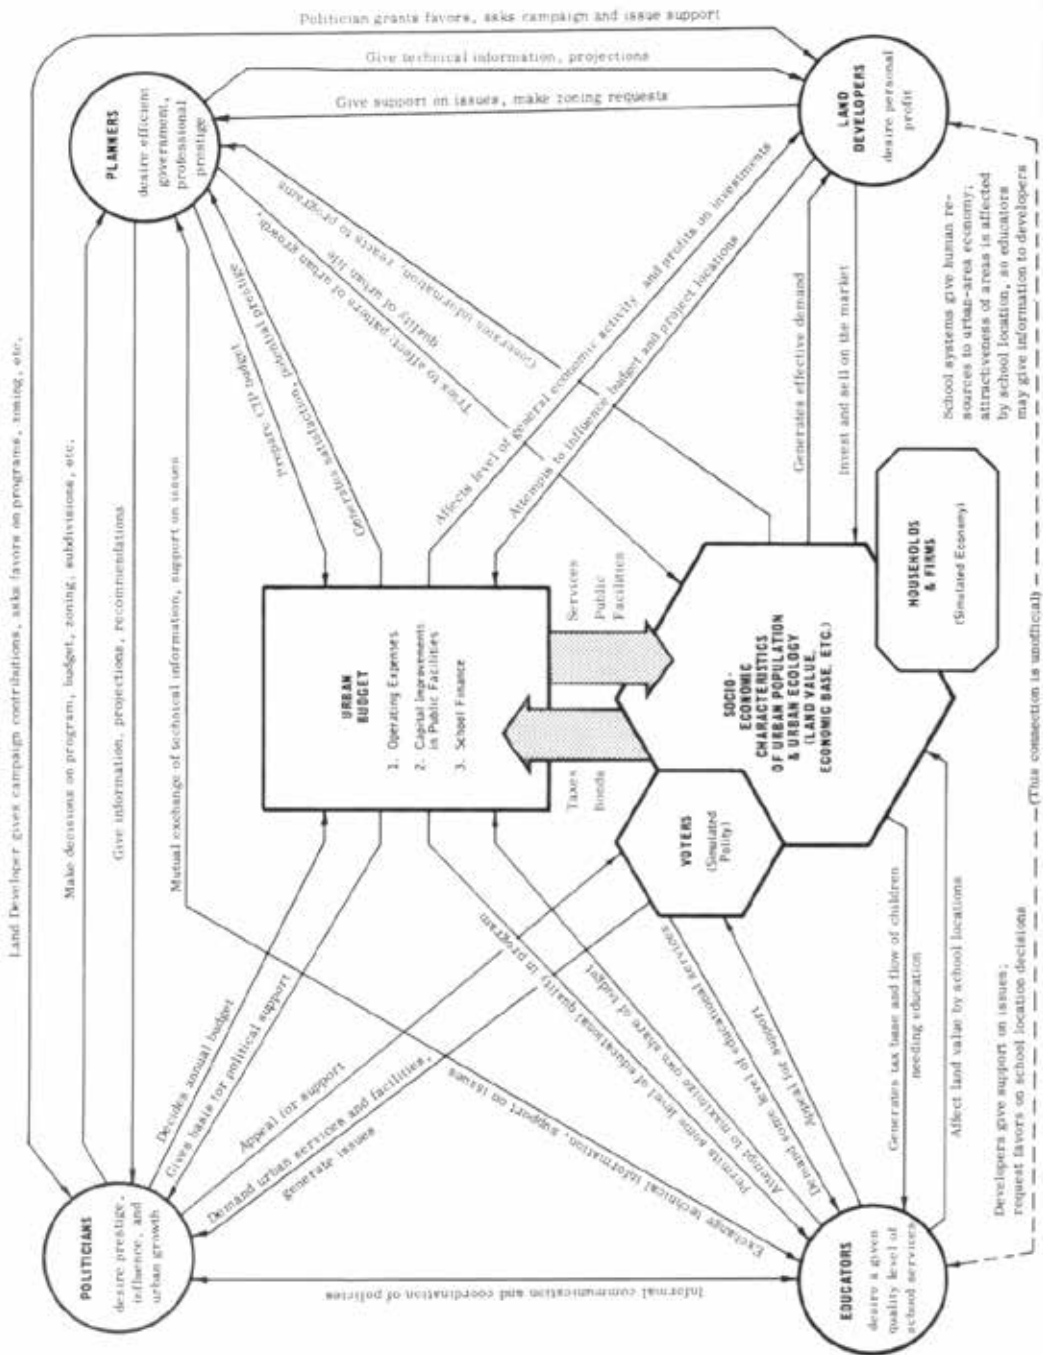 Politician grants favors, asks campaign and issue support
Give technical information, projections
Give support on issues, make zoning requests
PLANNERS
desire efficient
government,
professional
prestige
LAND
DEVELOPERS
desire personal
profit
Land Developer gives campaign contributions, asks favors on programs, zoning, etc.
Make decisions on program, budget, zoning, subdivisions, etc.
Give information, projections, recommendations
Mutual exchange of technical information, support on issues
Prepare CIP budget
Generates satisfaction, potential prestige
Tries to affect: pattern of urban growth,
quality of urban life
Generates information, reacts to programs
Affects level of general economic activity and profits on investments
Attempts to influence budget and project locations
Generates effective demand
Invest and sell on the market
School systems give human re-
sources to urban-area economy;
attractiveness of areas is affected
by school location, so educators
may give information to developers
URBAN
BUDGET
1. Operating Expenses
2. Capital Improvements
in Public Facilities
3. School Finance
Services
Public
Facilities
Taxes
Bonds
SOCIO-
ECONOMIC
CHARACTERISTICS
OF URBAN POPULATION
& URBAN ECOLOGY
(LAND VALUE,
ECONOMIC BASE, ETC.)
HOUSEHOLDS
& FIRMS
(Simulated Economy)
VOTERS
(Simulated
Polity)
Decides annual budget
Gives basis for political support
Appeal for support
Demand urban services and facilities,
generate issues
Exchange technical information, support on issues
Permits some level of educational quality in program
Attempt to maximize own share of budget
Demand some level of educational services
Appeal for support
Generates tax base and flow of children
needing education
Affect land value by school locations
Developers give support on issues;
request favors on school location decisions
(This connection is unofficial)
POLITICIANS
desire prestige,
influence, and
urban growth
Informal communication and coordination of policies
EDUCATORS
desire a given
quality level of
school services